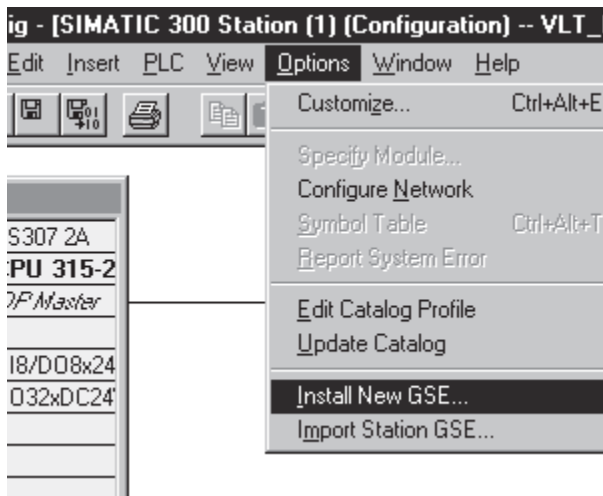 ig - [SIMATIC 300 Station (1) (Configuration) -- VLT_
Edit Insert PLC View Options Window Help
Customize... Ctrl+Alt+E
Specify Module...
Configure Network
Symbol Table Ctrl+Alt+T
Report System Error
Edit Catalog Profile
Update Catalog
Install New GSE...
Import Station GSE...
S307 2A
CPU 315-2
DP Master
I8/DO8x24
O32xDC24